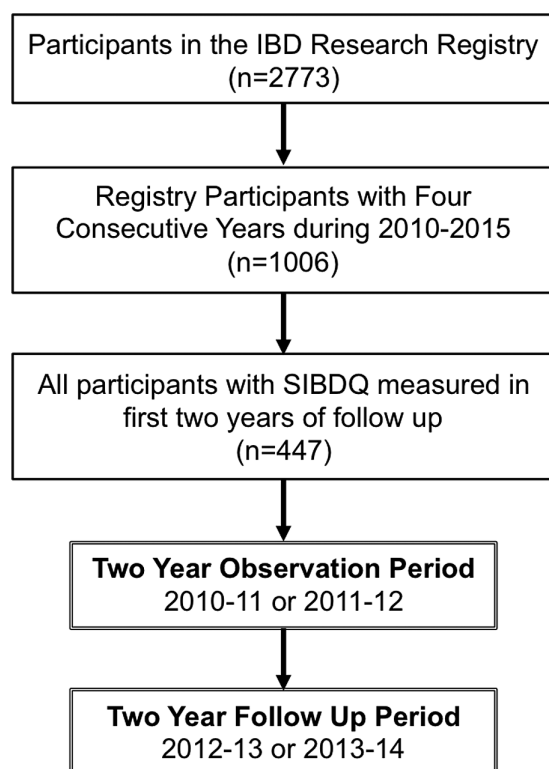 Participants in the IBD Research Registry
(n=2773)
Registry Participants with Four
Consecutive Years during 2010-2015
(n=1006)
All participants with SIBDQ measured in
first two years of follow up
(n=447)
Two Year Observation Period
2010-11 or 2011-12
Two Year Follow Up Period
2012-13 or 2013-14